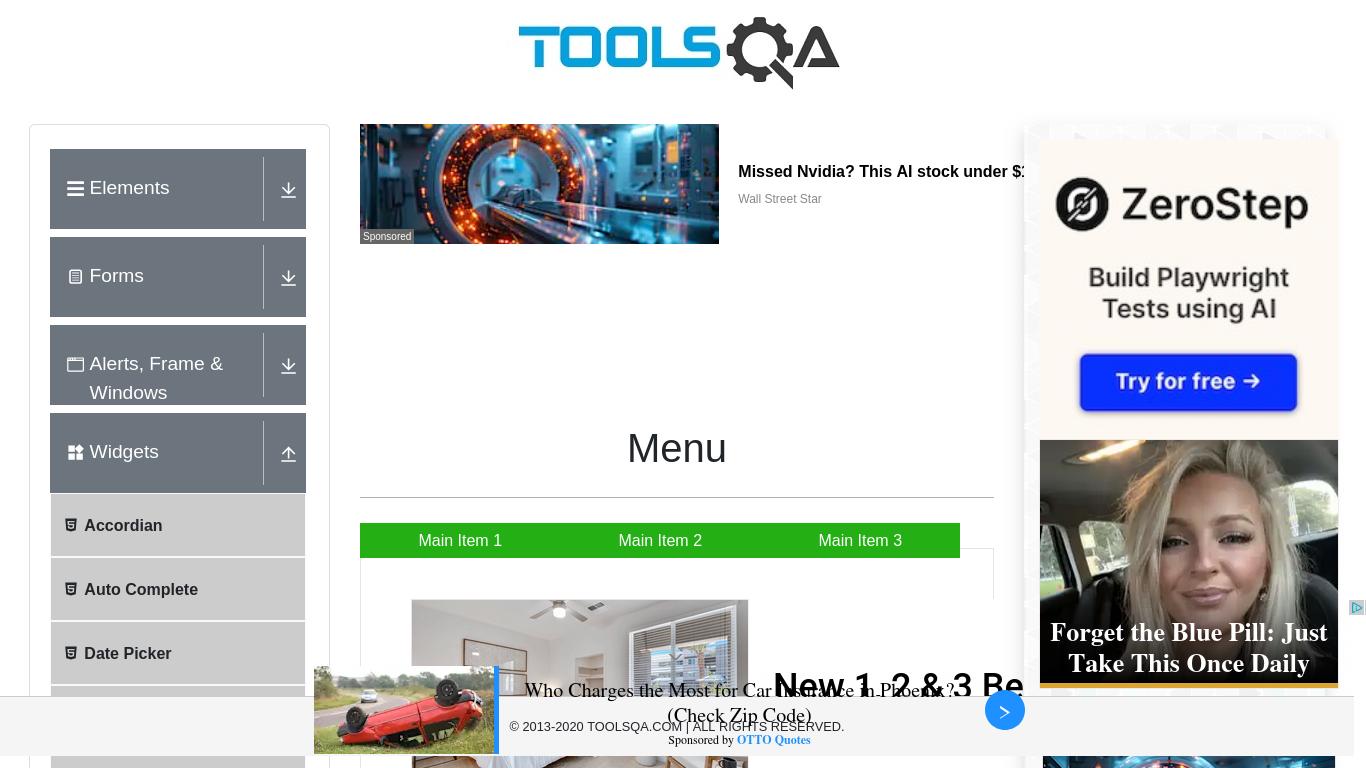 TOOLSQA
Elements
Forms
Alerts, Frame &
Windows
Widgets
Accordian
Auto Complete
Date Picker
Sponsored
Missed Nvidia? This AI stock under $1
Wall Street Star
Menu
Main Item 1
Main Item 2
Main Item 3
New 1, 2 & 3 Be
Who Charges the Most for Car Insurance in Phoenix?
(Check Zip Code)
© 2013-2020 TOOLSQA.COM | ALL RIGHTS RESERVED.
Sponsored by OTTO Quotes
ZeroStep
Build Playwright
Tests using AI
Try for free →
Forget the Blue Pill: Just
Take This Once Daily